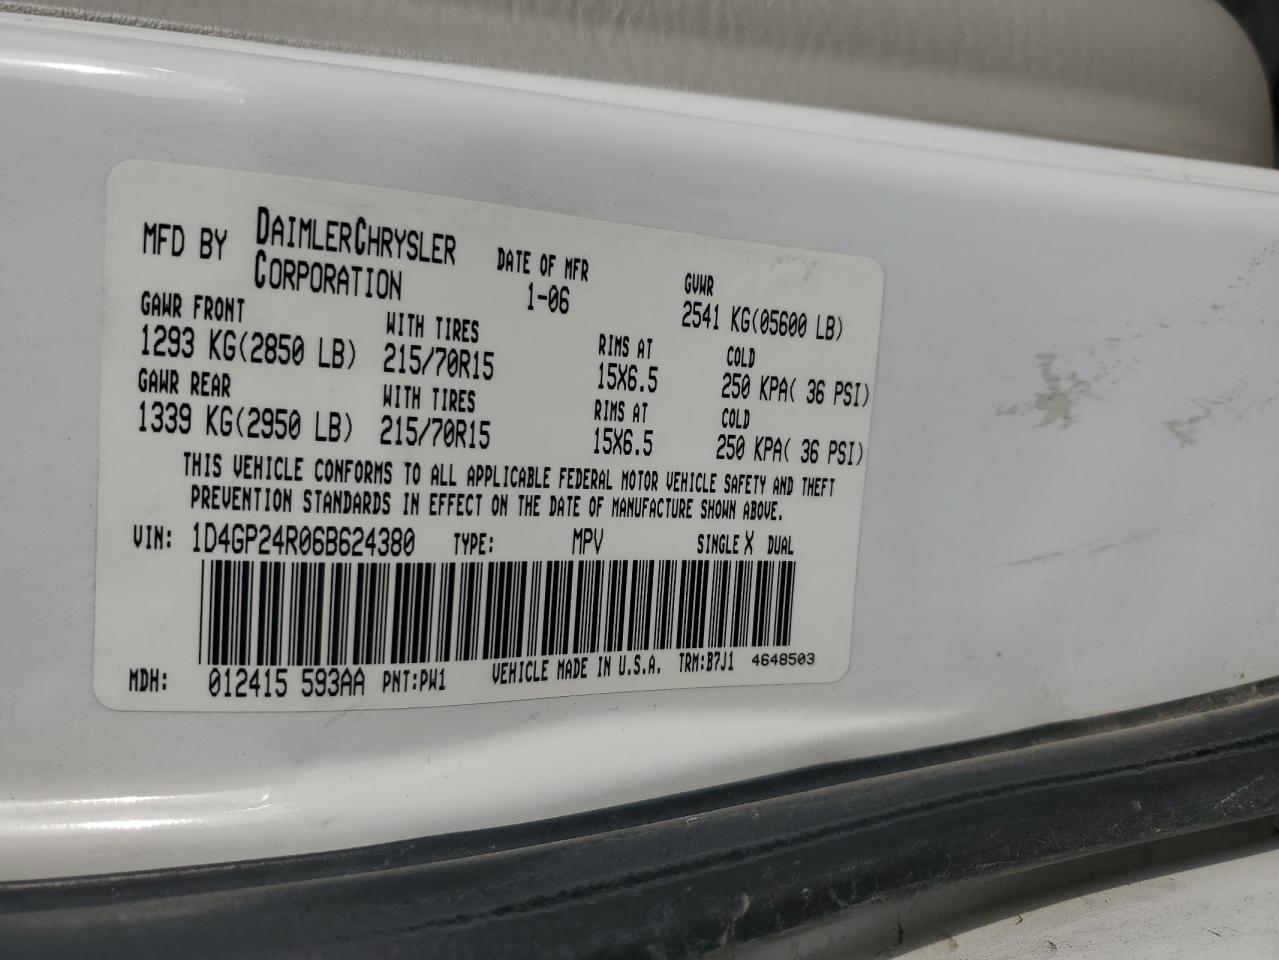 MFD BY DAIMLERCHRYSLER CORPORATION
DATE OF MFR 1-06
GVWR 2541 KG(05600 LB)
GAWR FRONT WITH TIRES RIMS AT COLD
1293 KG(2850 LB) 215/70R15 15X6.5 250 KPA( 36 PSI)
GAWR REAR WITH TIRES RIMS AT COLD
1339 KG(2950 LB) 215/70R15 15X6.5 250 KPA( 36 PSI)
THIS VEHICLE CONFORMS TO ALL APPLICABLE FEDERAL MOTOR VEHICLE SAFETY AND THEFT
PREVENTION STANDARDS IN EFFECT ON THE DATE OF MANUFACTURE SHOWN ABOVE.
VIN: 1D4GP24R06B624380 TYPE: MPV SINGLE X DUAL
MDH: 012415 593AA PNT:PW1 VEHICLE MADE IN U.S.A. TRM:B7J1 4648503